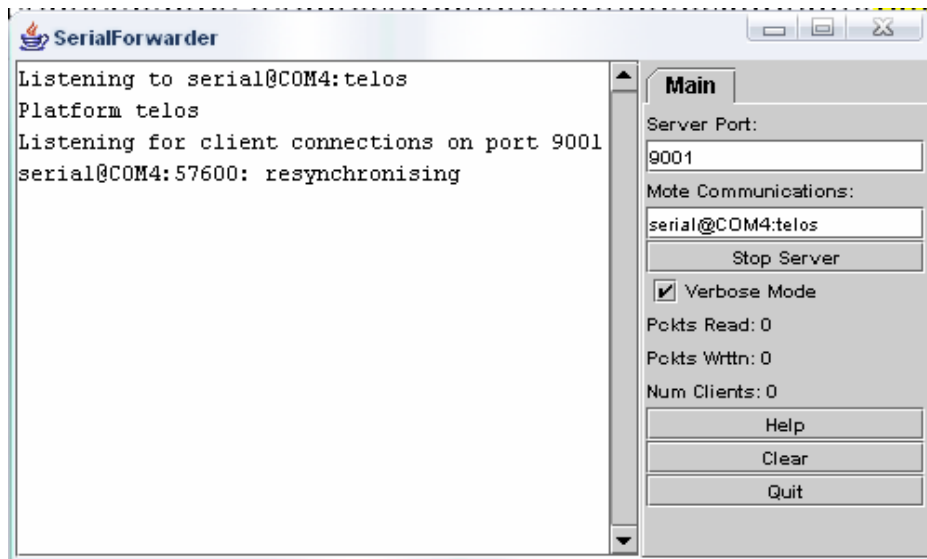 SerialForwarder
Listening to serial@COM4:telos
Platform telos
Listening for client connections on port 9001
serial@COM4:57600: resynchronising
Main
Server Port:
9001
Mote Communications:
serial@COM4:telos
Stop Server
Verbose Mode
Pckts Read: 0
Pckts Wrttn: 0
Num Clients: 0
Help
Clear
Quit